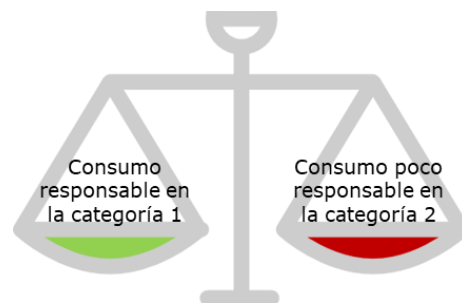 Consumo
responsable en
la categoría 1
Consumo poco
responsable en
la categoría 2